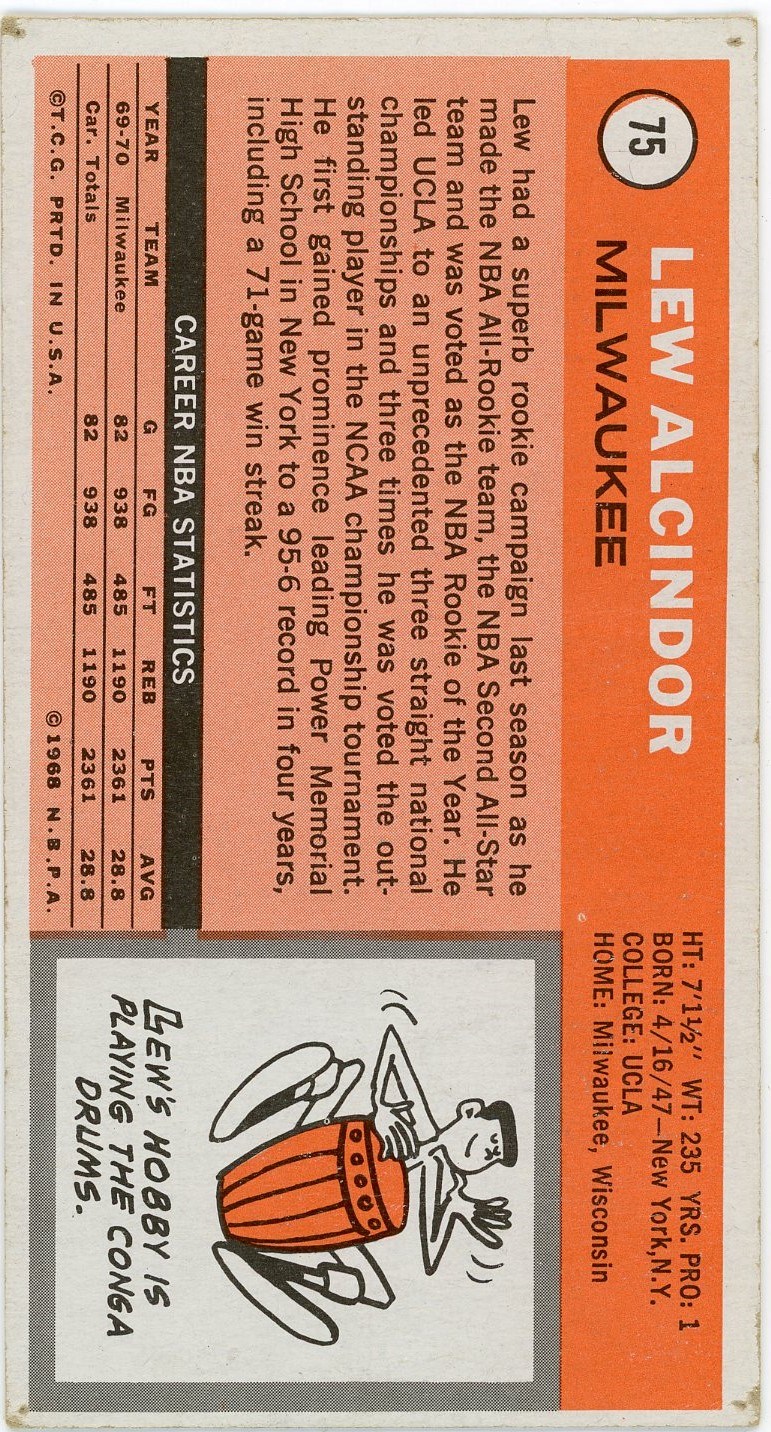 75
LEW ALCINDOR
MILWAUKEE
HT: 7'1½" WT: 235 YRS. PRO: 1
BORN: 4/16/47—New York, N.Y.
COLLEGE: UCLA
HOME: Milwaukee, Wisconsin
Lew had a superb rookie campaign last season as he
made the NBA All-Rookie team, the NBA Second All-Star
team and was voted as the NBA Rookie of the Year. He
led UCLA to an unprecedented three straight national
championships and three times he was voted the out-
standing player in the NCAA championship tournament.
He first gained prominence leading Power Memorial
High School in New York to a 95-6 record in four years,
including a 71-game win streak.
CAREER NBA STATISTICS
YEAR TEAM G FG FT REB PTS AVG
69-70 Milwaukee 82 938 485 1190 2361 28.8
Car. Totals 82 938 485 1190 2361 28.8
©T.C.G. PRTD. IN U.S.A. ©1968 N.B.P.A.
LEW'S HOBBY IS
PLAYING THE CONGA
DRUMS.